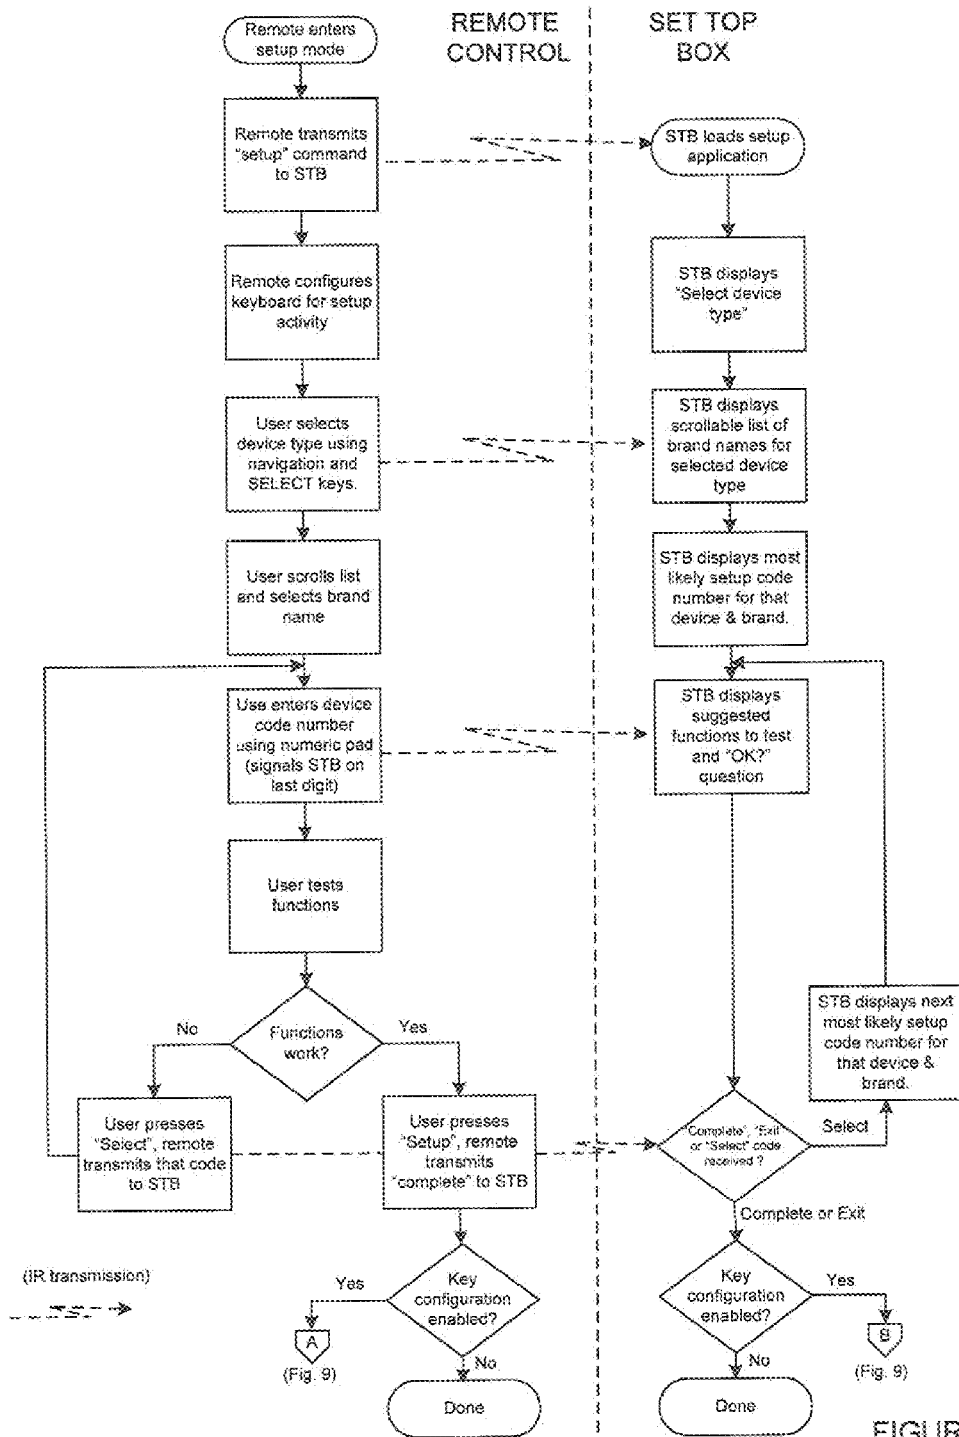 REMOTE
CONTROL
SET TOP
BOX
Remote enters
setup mode
Remote transmits
"setup" command
to STB
STB loads setup
application
Remote configures
keyboard for setup
activity
STB displays
"Select device
type"
User selects
device type using
navigation and
SELECT keys.
STB displays
scrollable list of
brand names for
selected device
type
User scrolls list
and selects brand
name
STB displays most
likely setup code
number for that
device & brand.
Use enters device
code number
using numeric pad
(signals STB on
last digit)
STB displays
suggested
functions to test
and "OK?"
question
User tests
functions
Functions
work?
No
Yes
STB displays next
most likely setup
code number for
that device &
brand.
User presses
"Select", remote
transmits that code
to STB
User presses
"Setup", remote
transmits
"complete" to STB
"Complete", "Exit"
or "Select" code
received ?
Select
Complete or Exit
(IR transmission)
Key
configuration
enabled?
Yes
No
A
(Fig. 9)
Done
Key
configuration
enabled?
Yes
No
B
(Fig. 9)
Done
FIGUR